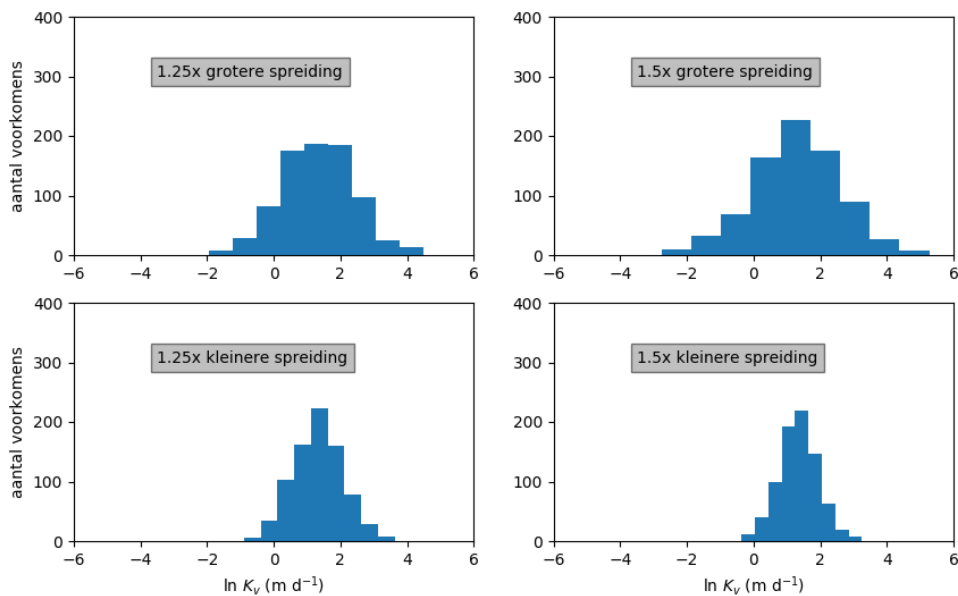 400
300
200
100
0
aantal voorkomens
1.25x grotere spreiding
−6 −4 −2 0 2 4 6
400
300
200
100
0
1.5x grotere spreiding
−6 −4 −2 0 2 4 6
400
300
200
100
0
aantal voorkomens
1.25x kleinere spreiding
−6 −4 −2 0 2 4 6
ln Kᵥ (m d⁻¹)
400
300
200
100
0
1.5x kleinere spreiding
−6 −4 −2 0 2 4 6
ln Kᵥ (m d⁻¹)